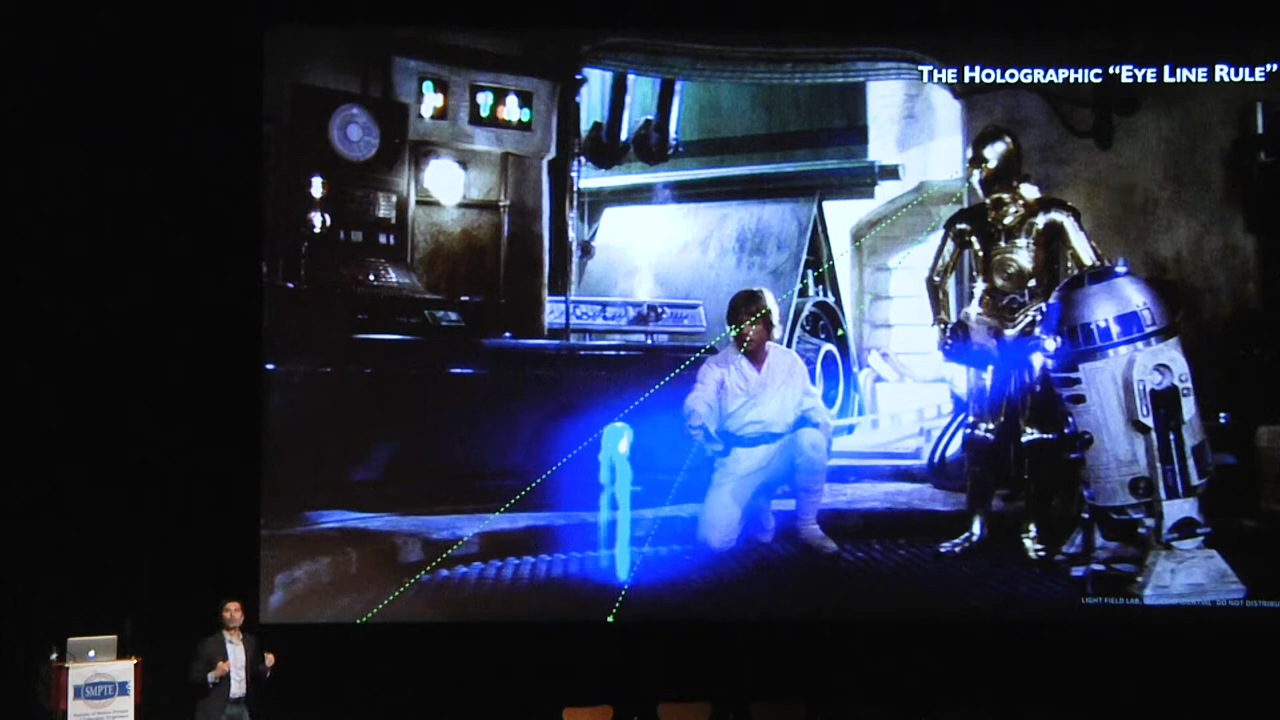 THE HOLOGRAPHIC “EYE LINE RULE”
LIGHT FIELD LAB,
DO NOT DISTRIBU
SMPTE